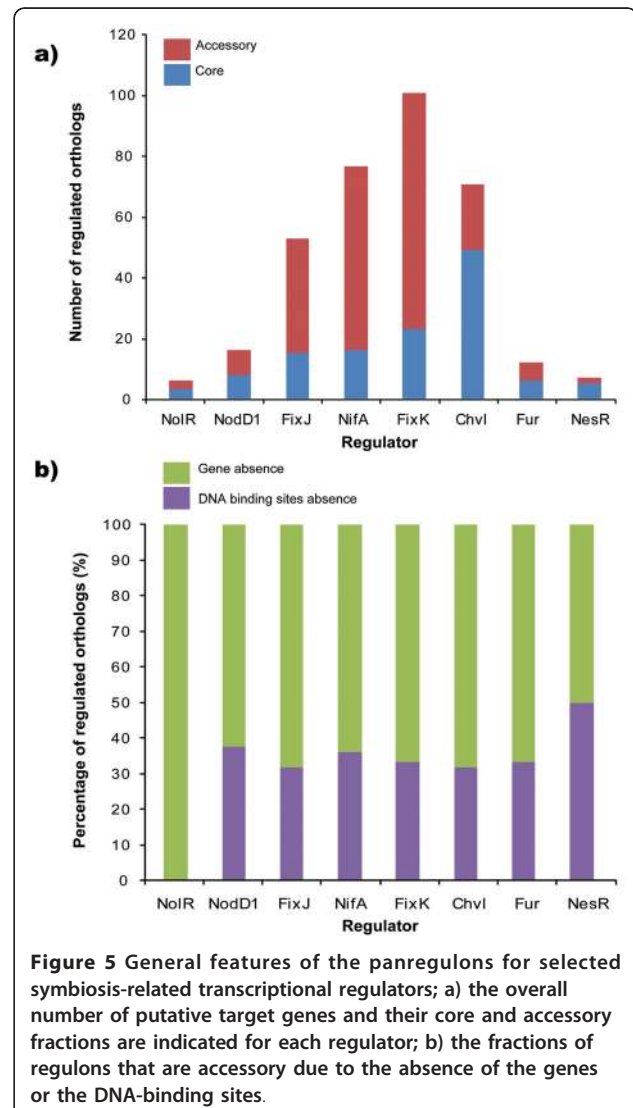 a)
Accessory
Core
120
100
80
60
40
20
0
Number of regulated orthologs
NolR NodD1 FixJ NifA FixK ChvI Fur NesR
Regulator
b)
Gene absence
DNA binding sites absence
100
90
80
70
60
50
40
30
20
10
0
Percentage of regulated orthologs (%)
NolR NodD1 FixJ NifA FixK ChvI Fur NesR
Regulator
Figure 5 General features of the panregulons for selected
symbiosis-related transcriptional regulators; a) the overall
number of putative target genes and their core and accessory
fractions are indicated for each regulator; b) the fractions of
regulons that are accessory due to the absence of the genes
or the DNA-binding sites.